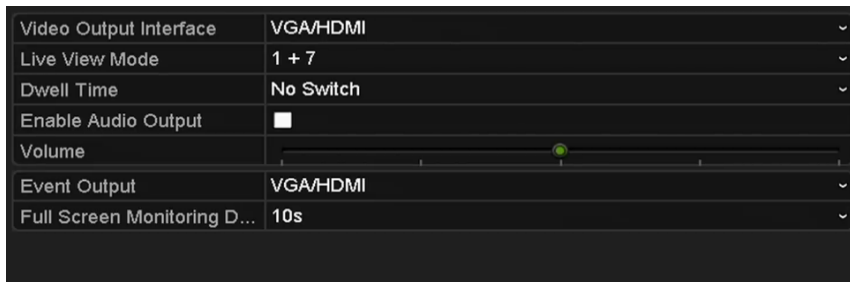 Video Output Interface VGA/HDMI
Live View Mode 1 + 7
Dwell Time No Switch
Enable Audio Output
Volume
Event Output VGA/HDMI
Full Screen Monitoring D... 10s